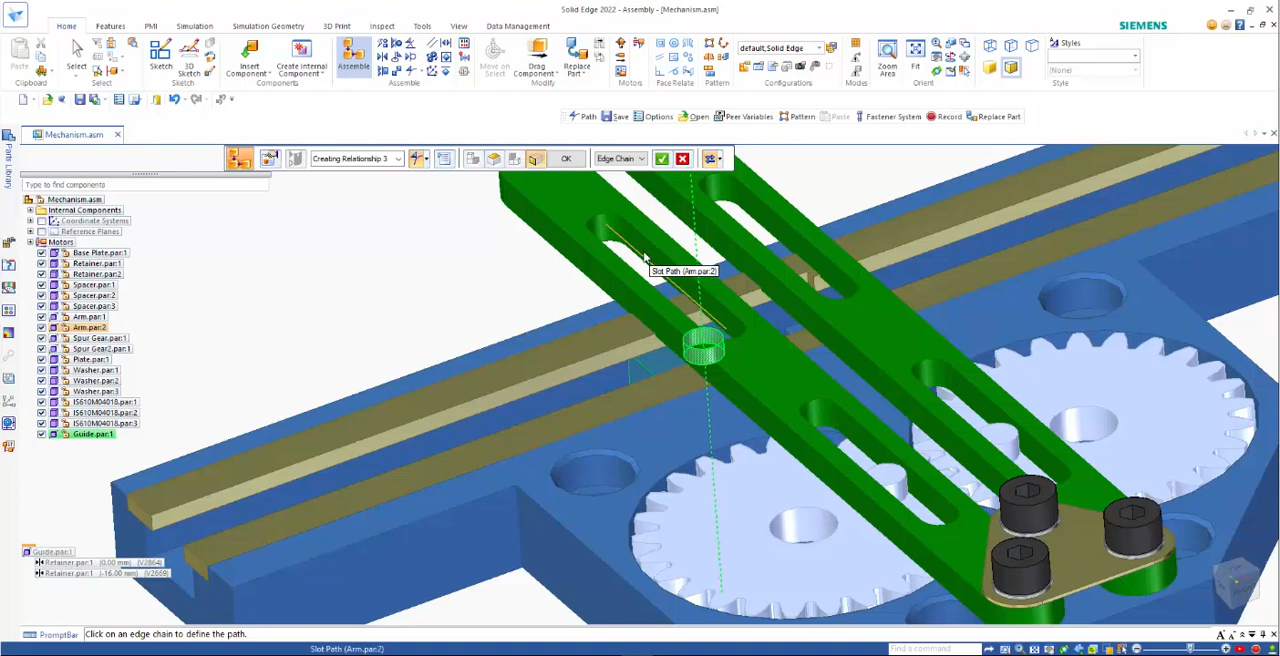 Solid Edge 2022 - Assembly - [Mechanism.asm]
Home
Features
PMI
Simulation
Simulation Geometry
3D Print
Inspect
Tools
View
Data Management
SIEMENS
Paste
Clipboard
Select
Select
Sketch
3D Sketch
Sketch
Insert Component
Create Internal Component
Components
Assemble
Assemble
Move on Select
Drag Component
Modify
Replace Part
Motors
Face Relate
Pattern
default,Solid Edge
Configurations
Modes
Zoom Area
Fit
Orient
Styles
(None)
Style
Path
Save
Options
Open
Peer Variables
Pattern
Paste
Fastener System
Record
Replace Part
Mechanism.asm
Creating Relationship 3
OK
Edge Chain
Parts Library
Type to find components
Mechanism.asm
Internal Components
Coordinate Systems
Reference Planes
Motors
Base Plate.par:1
Retainer.par:1
Retainer.par:2
Spacer.par:1
Spacer.par:2
Spacer.par:3
Arm.par:1
Arm.par:2
Spur Gear.par:1
Spur Gear2.par:1
Plate.par:1
Washer.par:1
Washer.par:2
Washer.par:3
IS610M04018.par:1
IS610M04018.par:2
IS610M04018.par:3
Guide.par:1
Slot Path (Arm.par:2)
Guide.par:1
Retainer.par:1 (0.00 mm) (V2864)
Retainer.par:1 (-16.00 mm) (V2669)
PromptBar
Click on an edge chain to define the path.
Slot Path (Arm.par:2)
Find a command